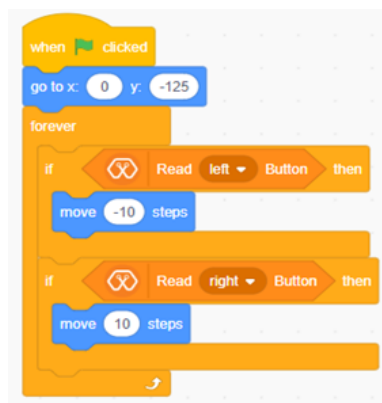 when clicked
go to x: 0 y: -125
forever
if Read left Button then
move -10 steps
if Read right Button then
move 10 steps